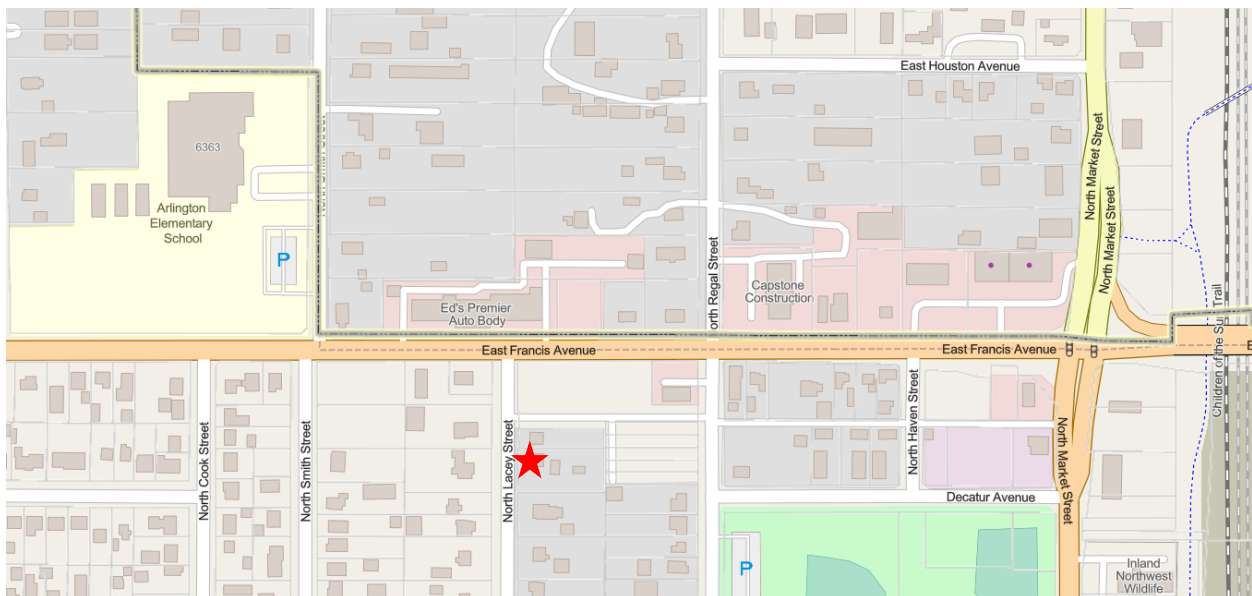 East Houston Avenue
6363
North Market Street
Arlington
Elementary
School
North Market Street
P
Capstone
Construction
Ed's Premier
Auto Body
East Francis Avenue
East Francis Avenue
Children of the Sun Trail
North Cook Street
North Smith Street
North Lacey Street
North Haven Street
North Market Street
Decatur Avenue
P
Inland
Northwest
Wildlife
orth Regal Street
E